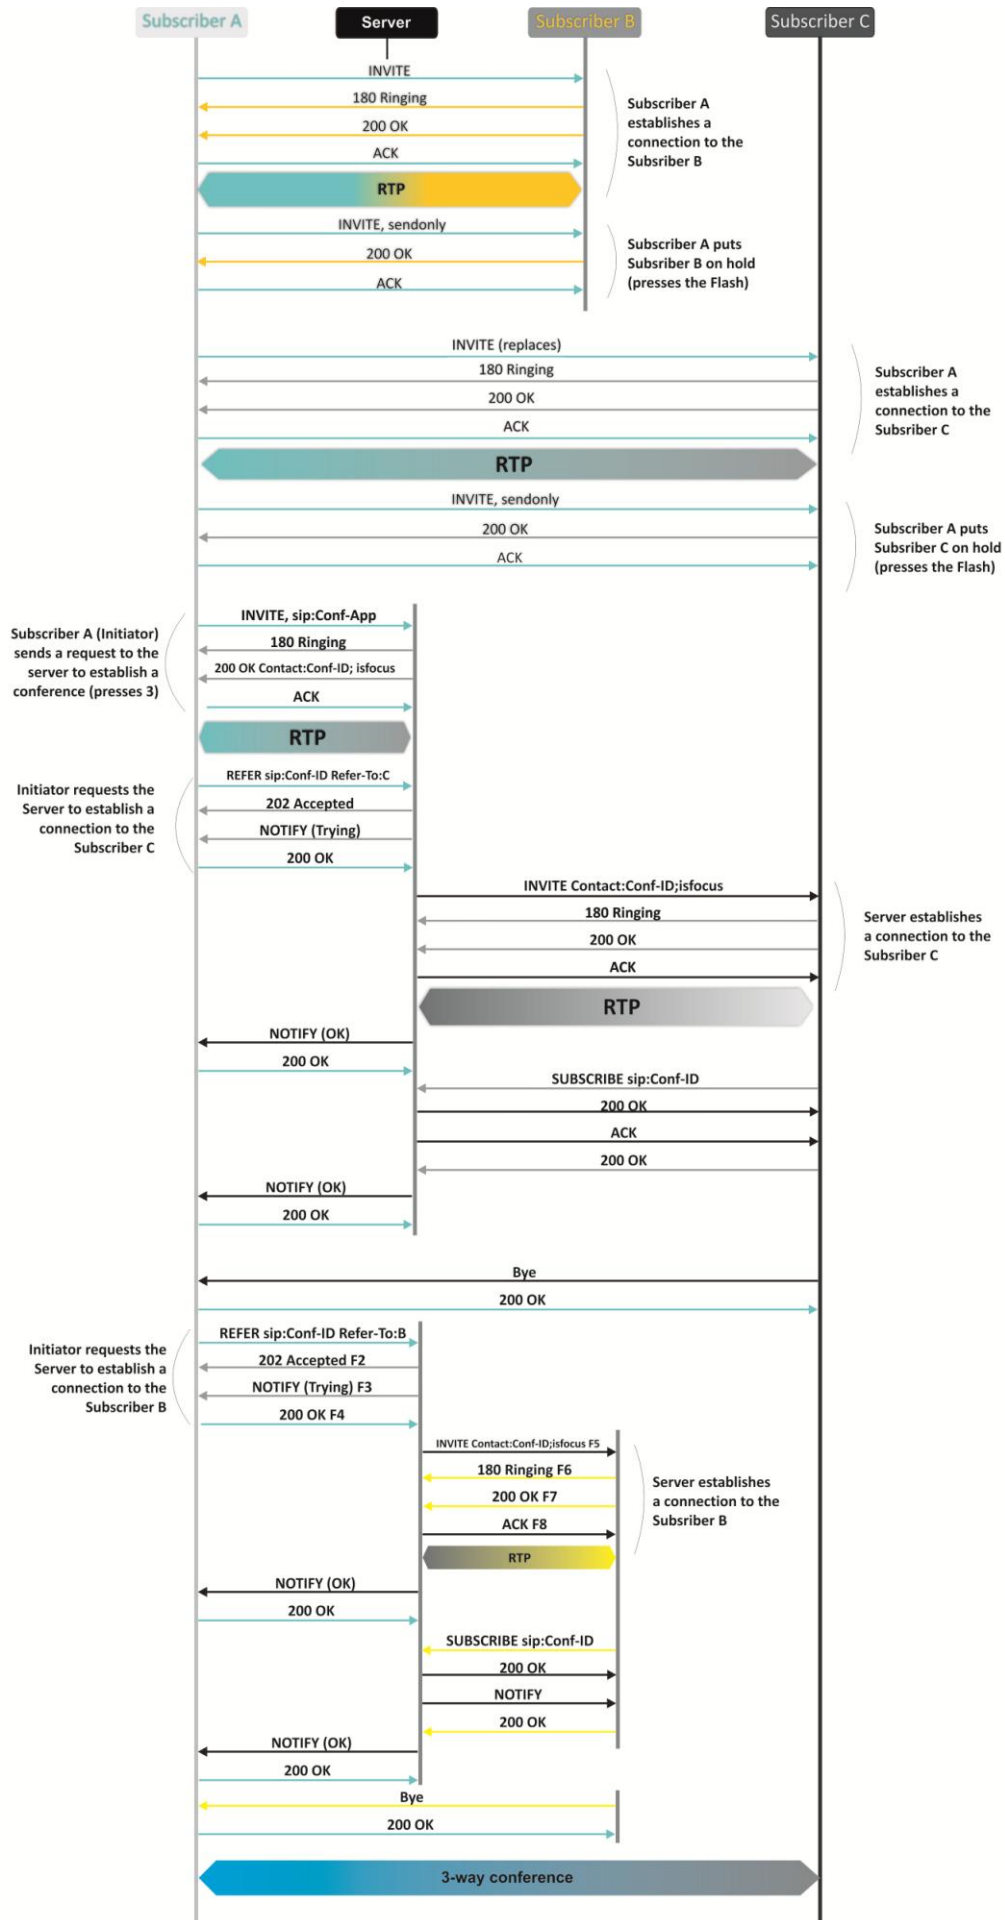 Subscriber A
Server
Subscriber B
Subscriber C
INVITE
180 Ringing
200 OK
ACK
RTP
Subscriber A
establishes a
connection to the
Subsriber B
INVITE, sendonly
200 OK
ACK
Subscriber A puts
Subsriber B on hold
(presses the Flash)
INVITE (replaces)
180 Ringing
200 OK
ACK
RTP
Subscriber A
establishes a
connection to the
Subsriber C
INVITE, sendonly
200 OK
ACK
Subscriber A puts
Subsriber C on hold
(presses the Flash)
Subscriber A (Initiator)
sends a request to the
server to establish a
conference (presses 3)
INVITE, sip:Conf-App
180 Ringing
200 OK Contact:Conf-ID; isfocus
ACK
RTP
Initiator requests the
Server to establish a
connection to the
Subsriber C
REFER sip:Conf-ID Refer-To:C
202 Accepted
NOTIFY (Trying)
200 OK
INVITE Contact:Conf-ID;isfocus
180 Ringing
200 OK
ACK
RTP
Server establishes
a connection to the
Subsriber C
NOTIFY (OK)
200 OK
SUBSCRIBE sip:Conf-ID
200 OK
ACK
200 OK
NOTIFY (OK)
200 OK
Bye
200 OK
Initiator requests the
Server to establish a
connection to the
Subsriber B
REFER sip:Conf-ID Refer-To:B
202 Accepted F2
NOTIFY (Trying) F3
200 OK F4
INVITE Contact:Conf-ID;isfocus F5
180 Ringing F6
200 OK F7
ACK F8
RTP
Server establishes
a connection to the
Subsriber B
NOTIFY (OK)
200 OK
SUBSCRIBE sip:Conf-ID
200 OK
NOTIFY
200 OK
NOTIFY (OK)
200 OK
Bye
200 OK
3-way conference